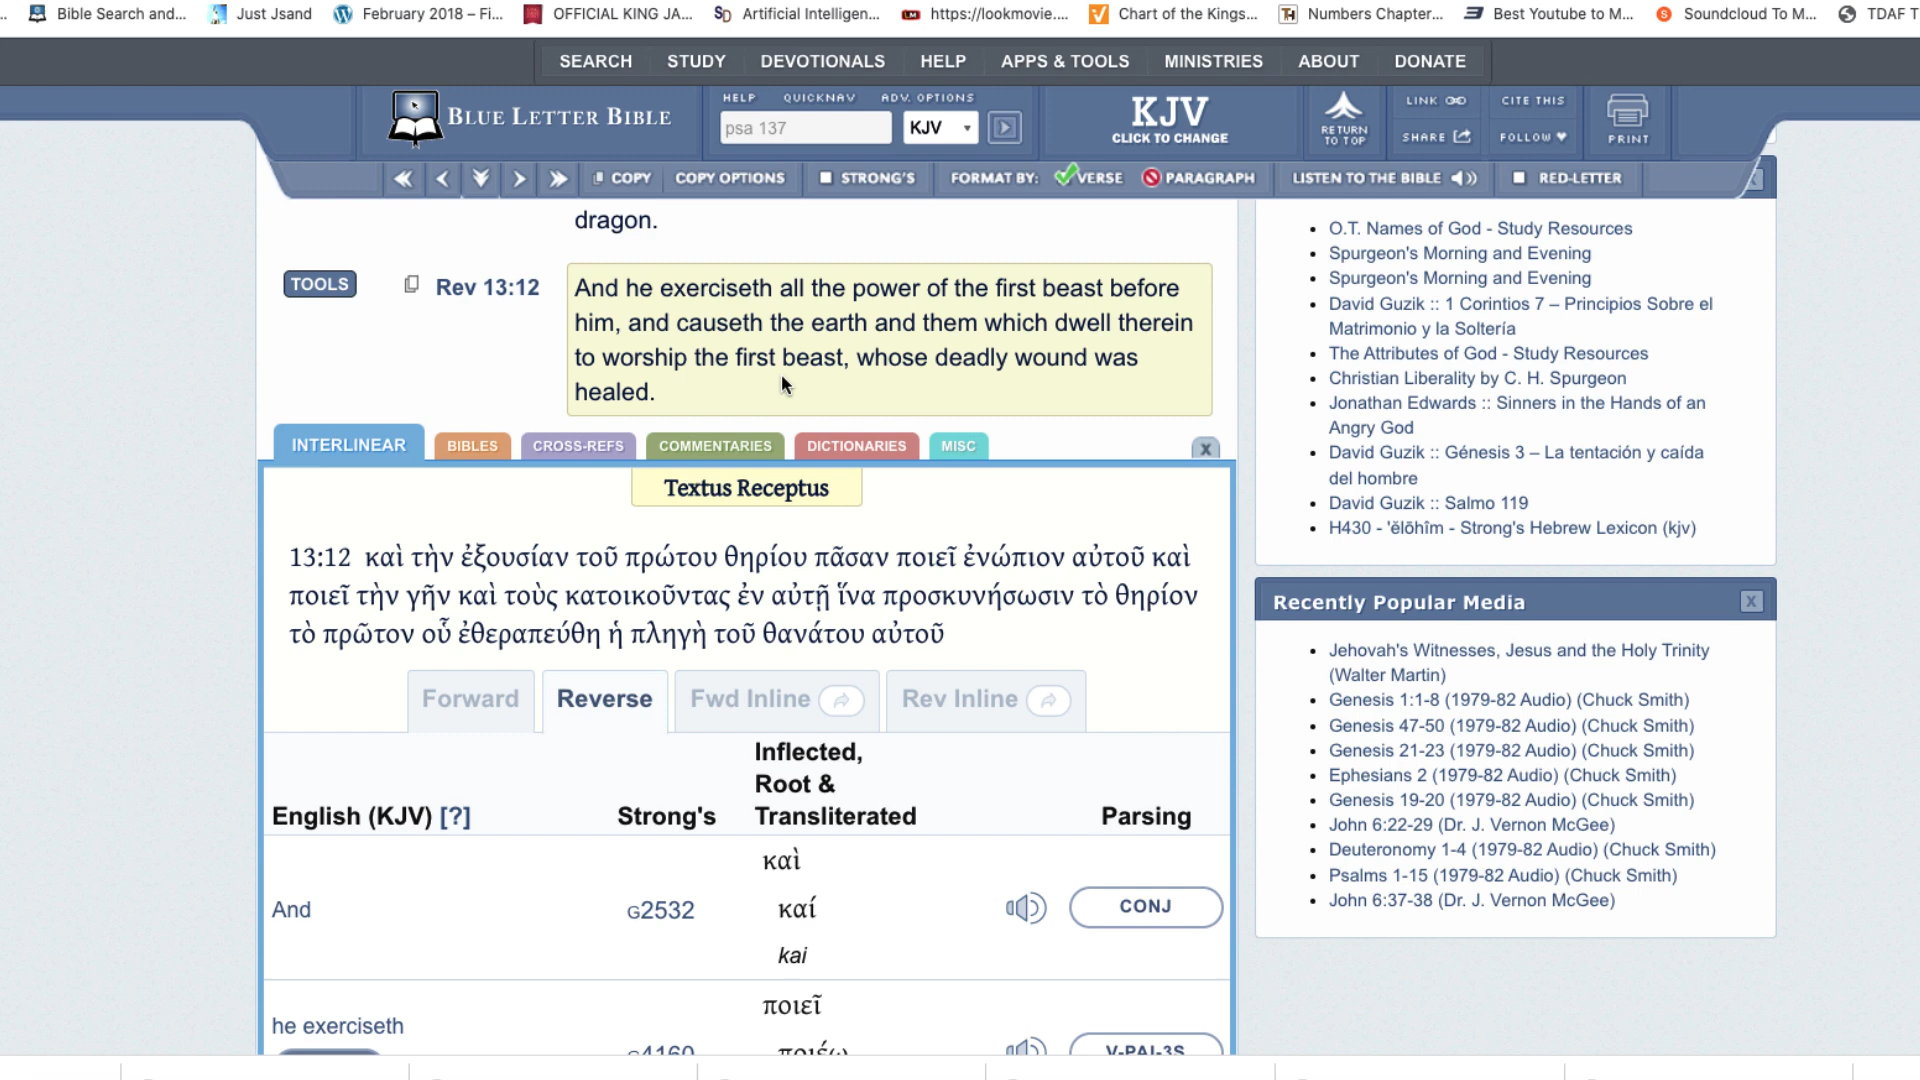 Bible Search and...
Just Jsand
February 2018 – Fi...
OFFICIAL KING JA...
SD Artificial Intelligen...
LM https://lookmovie....
Chart of the Kings...
TH Numbers Chapter...
Best Youtube to M...
Soundcloud To M...
TDAF T
SEARCH STUDY DEVOTIONALS HELP APPS & TOOLS MINISTRIES ABOUT DONATE
BLUE LETTER BIBLE
HELP QUICKNAV ADV. OPTIONS
psa 137
KJV
KJV
CLICK TO CHANGE
RETURN
TO TOP
LINK
SHARE
CITE THIS
FOLLOW
PRINT
COPY COPY OPTIONS STRONG'S FORMAT BY: VERSE PARAGRAPH LISTEN TO THE BIBLE RED-LETTER
dragon.
TOOLS
Rev 13:12
And he exerciseth all the power of the first beast before
him, and causeth the earth and them which dwell therein
to worship the first beast, whose deadly wound was
healed.
INTERLINEAR BIBLES CROSS-REFS COMMENTARIES DICTIONARIES MISC X
Textus Receptus
13:12 καὶ τὴν ἐξουσίαν τοῦ πρώτου θηρίου πᾶσαν ποιεῖ ἐνώπιον αὐτοῦ καὶ
ποιεῖ τὴν γῆν καὶ τοὺς κατοικοῦντας ἐν αὐτῇ ἵνα προσκυνήσωσιν τὸ θηρίον
τὸ πρῶτον οὗ ἐθεραπεύθη ἡ πληγὴ τοῦ θανάτου αὐτοῦ
Forward Reverse Fwd Inline Rev Inline
English (KJV) [?]
Strong's
Inflected,
Root &
Transliterated
Parsing
And
G2532
καὶ
καί
kai
CONJ
he exerciseth
G4160
ποιεῖ
ποιέω
V-PAI-3S
O.T. Names of God - Study Resources
Spurgeon's Morning and Evening
Spurgeon's Morning and Evening
David Guzik :: 1 Corintios 7 – Principios Sobre el
Matrimonio y la Soltería
The Attributes of God - Study Resources
Christian Liberality by C. H. Spurgeon
Jonathan Edwards :: Sinners in the Hands of an
Angry God
David Guzik :: Génesis 3 – La tentación y caída
del hombre
David Guzik :: Salmo 119
H430 - 'ĕlōhîm - Strong's Hebrew Lexicon (kjv)
Recently Popular Media X
Jehovah's Witnesses, Jesus and the Holy Trinity
(Walter Martin)
Genesis 1:1-8 (1979-82 Audio) (Chuck Smith)
Genesis 47-50 (1979-82 Audio) (Chuck Smith)
Genesis 21-23 (1979-82 Audio) (Chuck Smith)
Ephesians 2 (1979-82 Audio) (Chuck Smith)
Genesis 19-20 (1979-82 Audio) (Chuck Smith)
John 6:22-29 (Dr. J. Vernon McGee)
Deuteronomy 1-4 (1979-82 Audio) (Chuck Smith)
Psalms 1-15 (1979-82 Audio) (Chuck Smith)
John 6:37-38 (Dr. J. Vernon McGee)